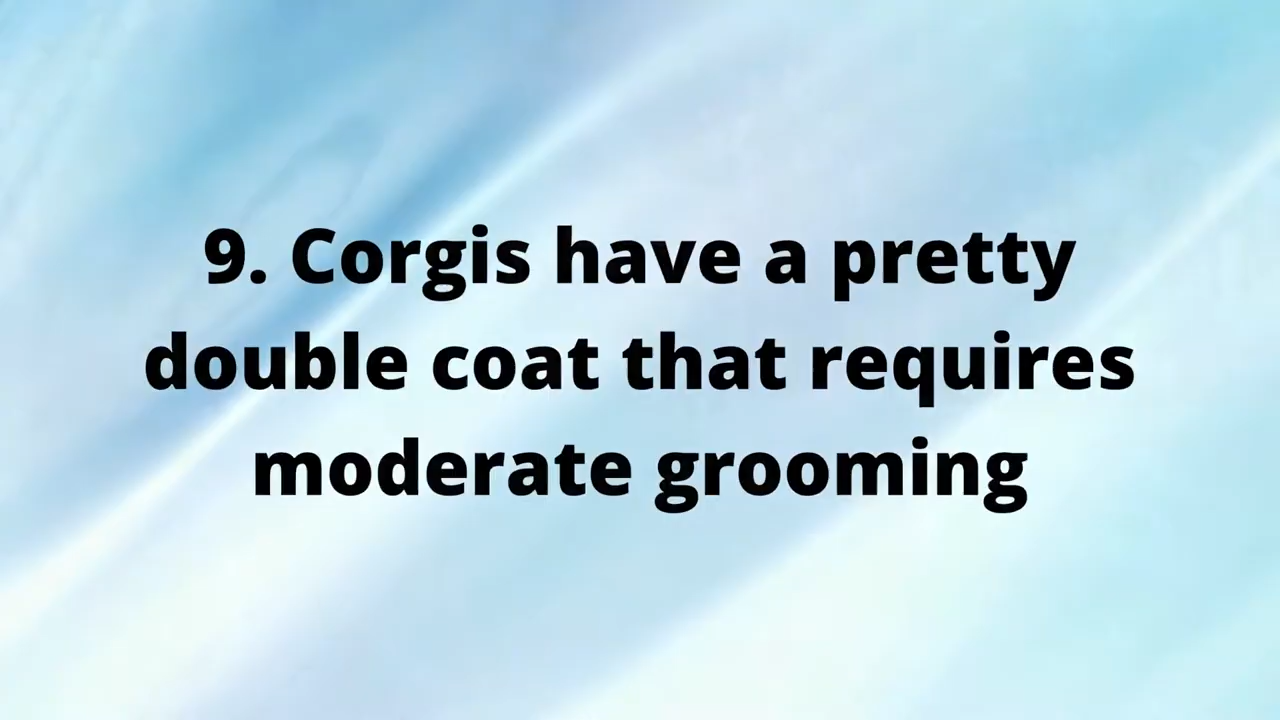 9. Corgis have a pretty
double coat that requires
moderate grooming